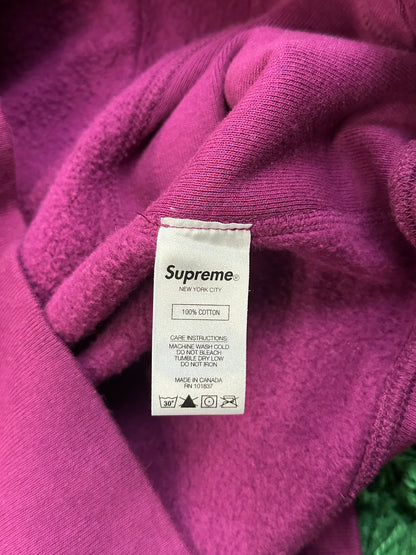 Supreme®
NEW YORK CITY
100% COTTON
CARE INSTRUCTIONS:
MACHINE WASH COLD
DO NOT BLEACH
TUMBLE DRY LOW
DO NOT IRON
MADE IN CANADA
RN 101837
30°